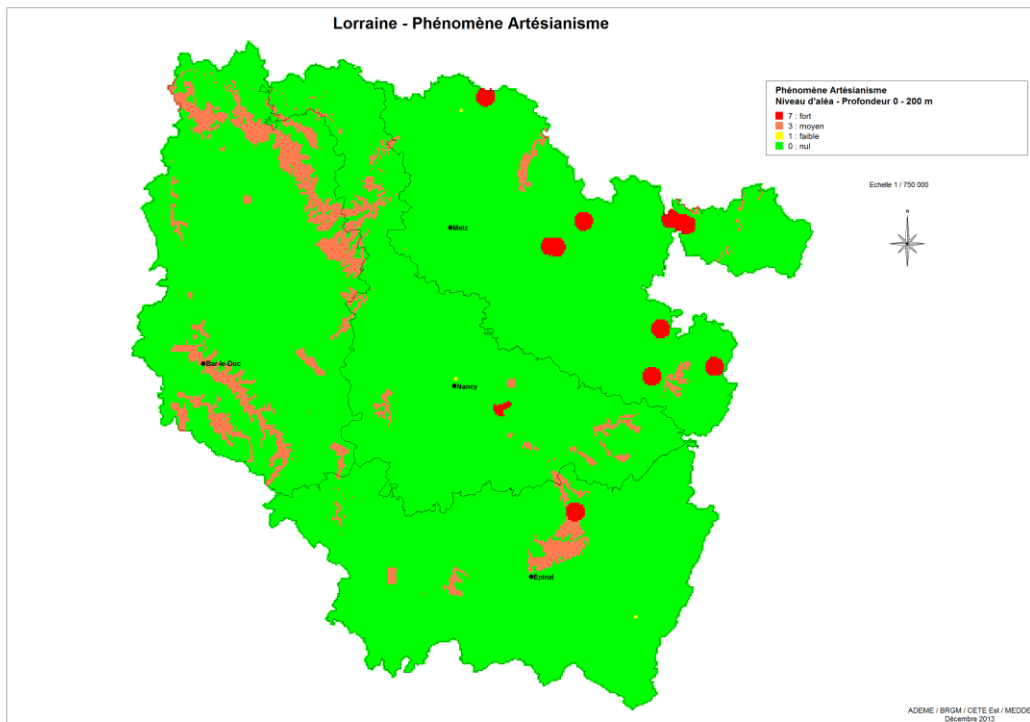 Lorraine - Phénomène Artésianisme
Phénomène Artésianisme
Niveau d'aléa - Profondeur 0 - 200 m
7 : fort
3 : moyen
1 : faible
0 : nul
Echelle 1 / 750 000
N
Metz
Bar-le-Duc
Nancy
Epinal
ADEME / BRGM / CETE Est / MEDDE
Décembre 2013